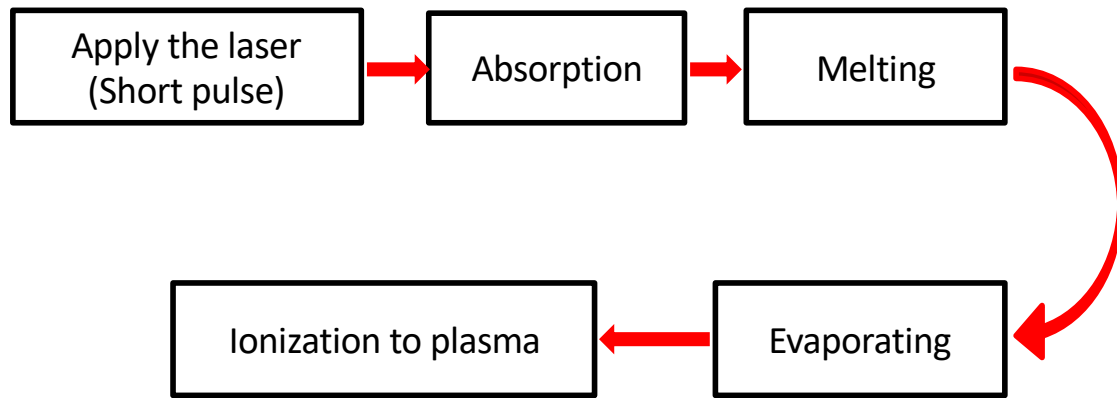 Apply the laser
(Short pulse)
Absorption
Melting
Ionization to plasma
Evaporating